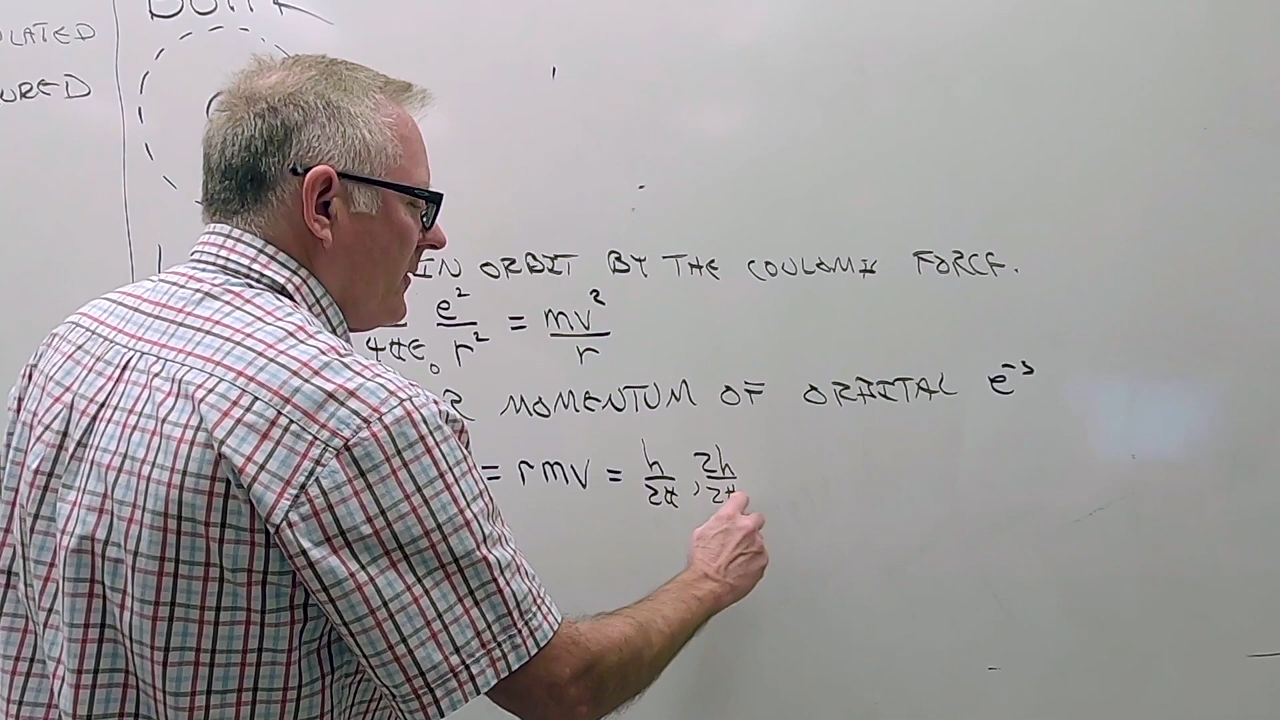 BOHR
LATED
URED
IN ORBIT BY THE COULOMB FORCE.
4πε₀ e²/r² = mv²/r
R MOMENTUM OF ORBITAL e⁻s
= rmv = h/2π, 2h/2π